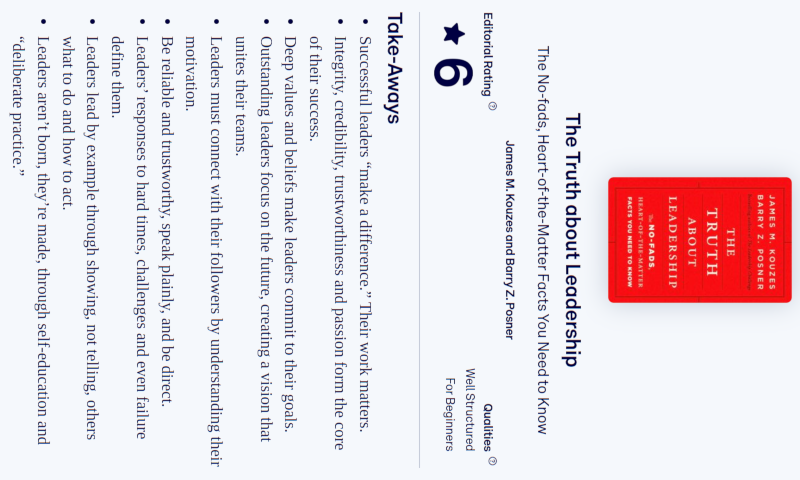 JAMES M. KOUZES
BARRY Z. POSNER
THE
TRUTH
ABOUT
LEADERSHIP
The NO-FADS,
HEART-OF-THE-MATTER
FACTS YOU NEED TO KNOW
The Truth about Leadership
The No-fads, Heart-of-the-Matter Facts You Need to Know
James M. Kouzes and Barry Z. Posner
Editorial Rating
6
Qualities
Well Structured
For Beginners
Take-Aways
• Successful leaders “make a difference.” Their work matters.
• Integrity, credibility, trustworthiness and passion form the core
of their success.
• Deep values and beliefs make leaders commit to their goals.
• Outstanding leaders focus on the future, creating a vision that
unites their teams.
• Leaders must connect with their followers by understanding their
motivation.
• Be reliable and trustworthy, speak plainly, and be direct.
• Leaders’ responses to hard times, challenges and even failure
define them.
• Leaders lead by example through showing, not telling, others
what to do and how to act.
• Leaders aren’t born, they’re made, through self-education and
“deliberate practice.”